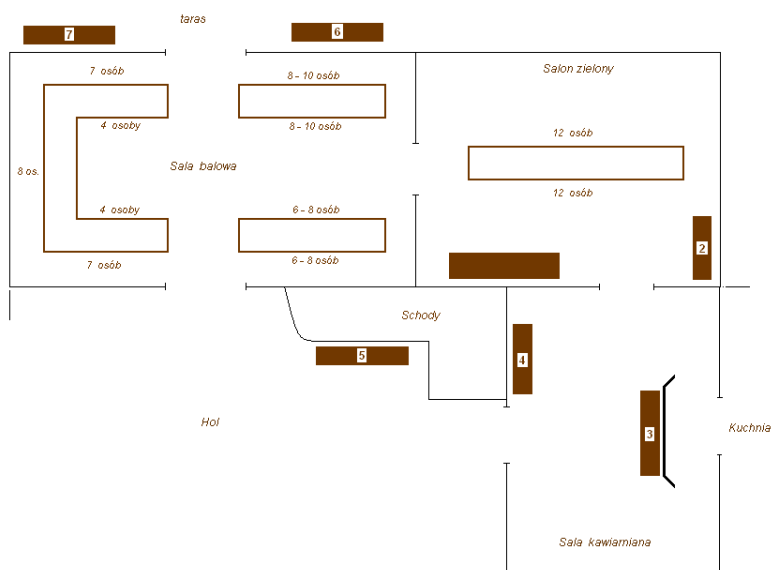 taras
7
6
7 osób
8 - 10 osób
Salon zielony
4 osoby
8 - 10 osób
12 osób
8 os.
Sala balowa
12 osób
4 osoby
6 - 8 osób
7 osób
6 - 8 osób
2
Schody
5
4
Hol
3
Kuchnia
Sala kawiarniana